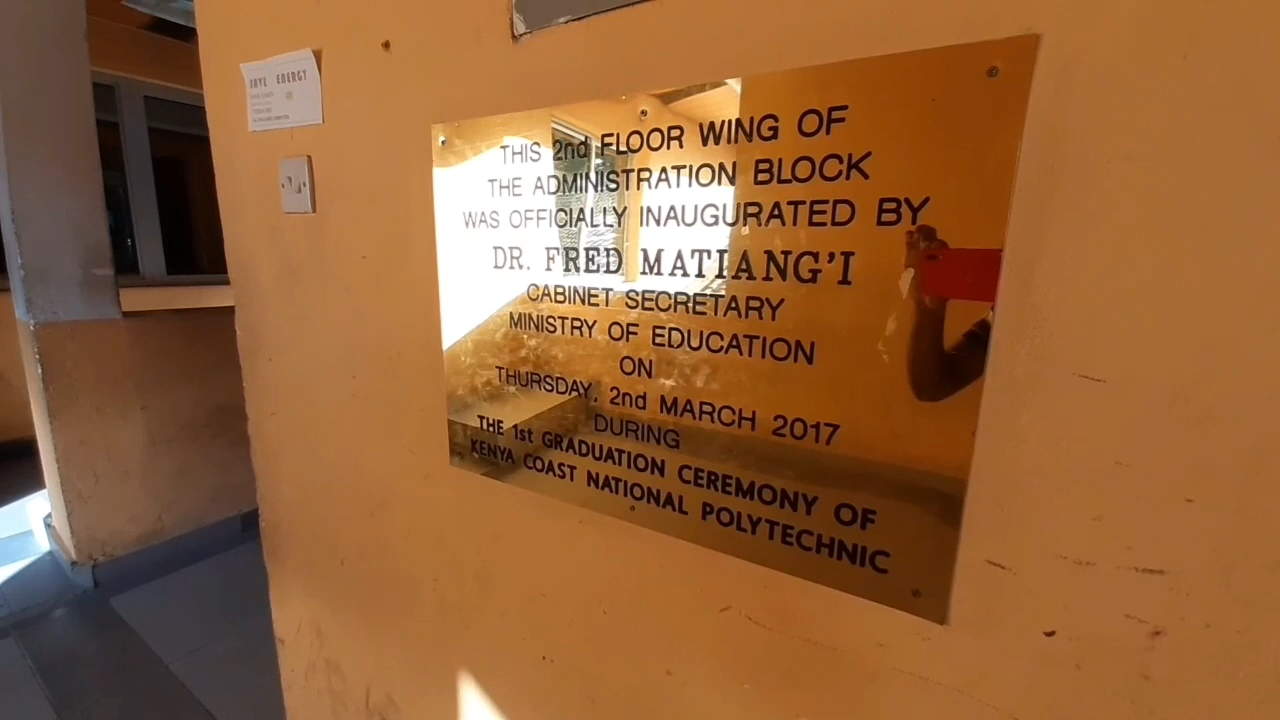 SAVE ENERGY
THIS 2nd FLOOR WING OF
THE ADMINISTRATION BLOCK
WAS OFFICIALLY INAUGURATED BY
DR. FRED MATIANG'I
CABINET SECRETARY
MINISTRY OF EDUCATION
ON
THURSDAY, 2nd MARCH 2017
DURING
THE 1st GRADUATION CEREMONY OF
KENYA COAST NATIONAL POLYTECHNIC